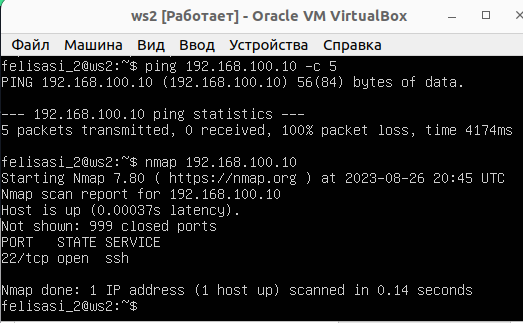 ws2 [Работает] - Oracle VM VirtualBox
Файл Машина Вид Ввод Устройства Справка
felisasi_2@ws2:~$ ping 192.168.100.10 -c 5
PING 192.168.100.10 (192.168.100.10) 56(84) bytes of data.
--- 192.168.100.10 ping statistics ---
5 packets transmitted, 0 received, 100% packet loss, time 4174ms
felisasi_2@ws2:~$ nmap 192.168.100.10
Starting Nmap 7.80 ( https://nmap.org ) at 2023-08-26 20:45 UTC
Nmap scan report for 192.168.100.10
Host is up (0.00037s latency).
Not shown: 999 closed ports
PORT   STATE SERVICE
22/tcp open  ssh
Nmap done: 1 IP address (1 host up) scanned in 0.14 seconds
felisasi_2@ws2:~$